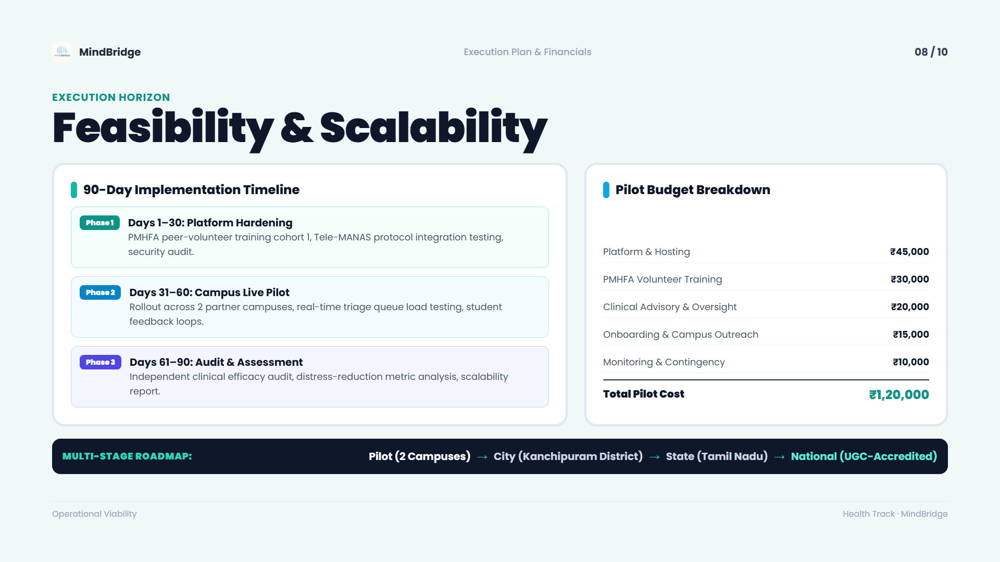 MindBridge
Execution Plan & Financials
08 / 10
EXECUTION HORIZON
Feasibility & Scalability
90-Day Implementation Timeline
Phase 1
Days 1–30: Platform Hardening
PMHFA peer-volunteer training cohort 1, Tele-MANAS protocol integration testing,
security audit.
Phase 2
Days 31–60: Campus Live Pilot
Rollout across 2 partner campuses, real-time triage queue load testing, student
feedback loops.
Phase 3
Days 61–90: Audit & Assessment
Independent clinical efficacy audit, distress-reduction metric analysis, scalability
report.
Pilot Budget Breakdown
Platform & Hosting ₹45,000
PMHFA Volunteer Training ₹30,000
Clinical Advisory & Oversight ₹20,000
Onboarding & Campus Outreach ₹15,000
Monitoring & Contingency ₹10,000
Total Pilot Cost ₹1,20,000
MULTI-STAGE ROADMAP: Pilot (2 Campuses) → City (Kanchipuram District) → State (Tamil Nadu) → National (UGC-Accredited)
Operational Viability
Health Track · MindBridge